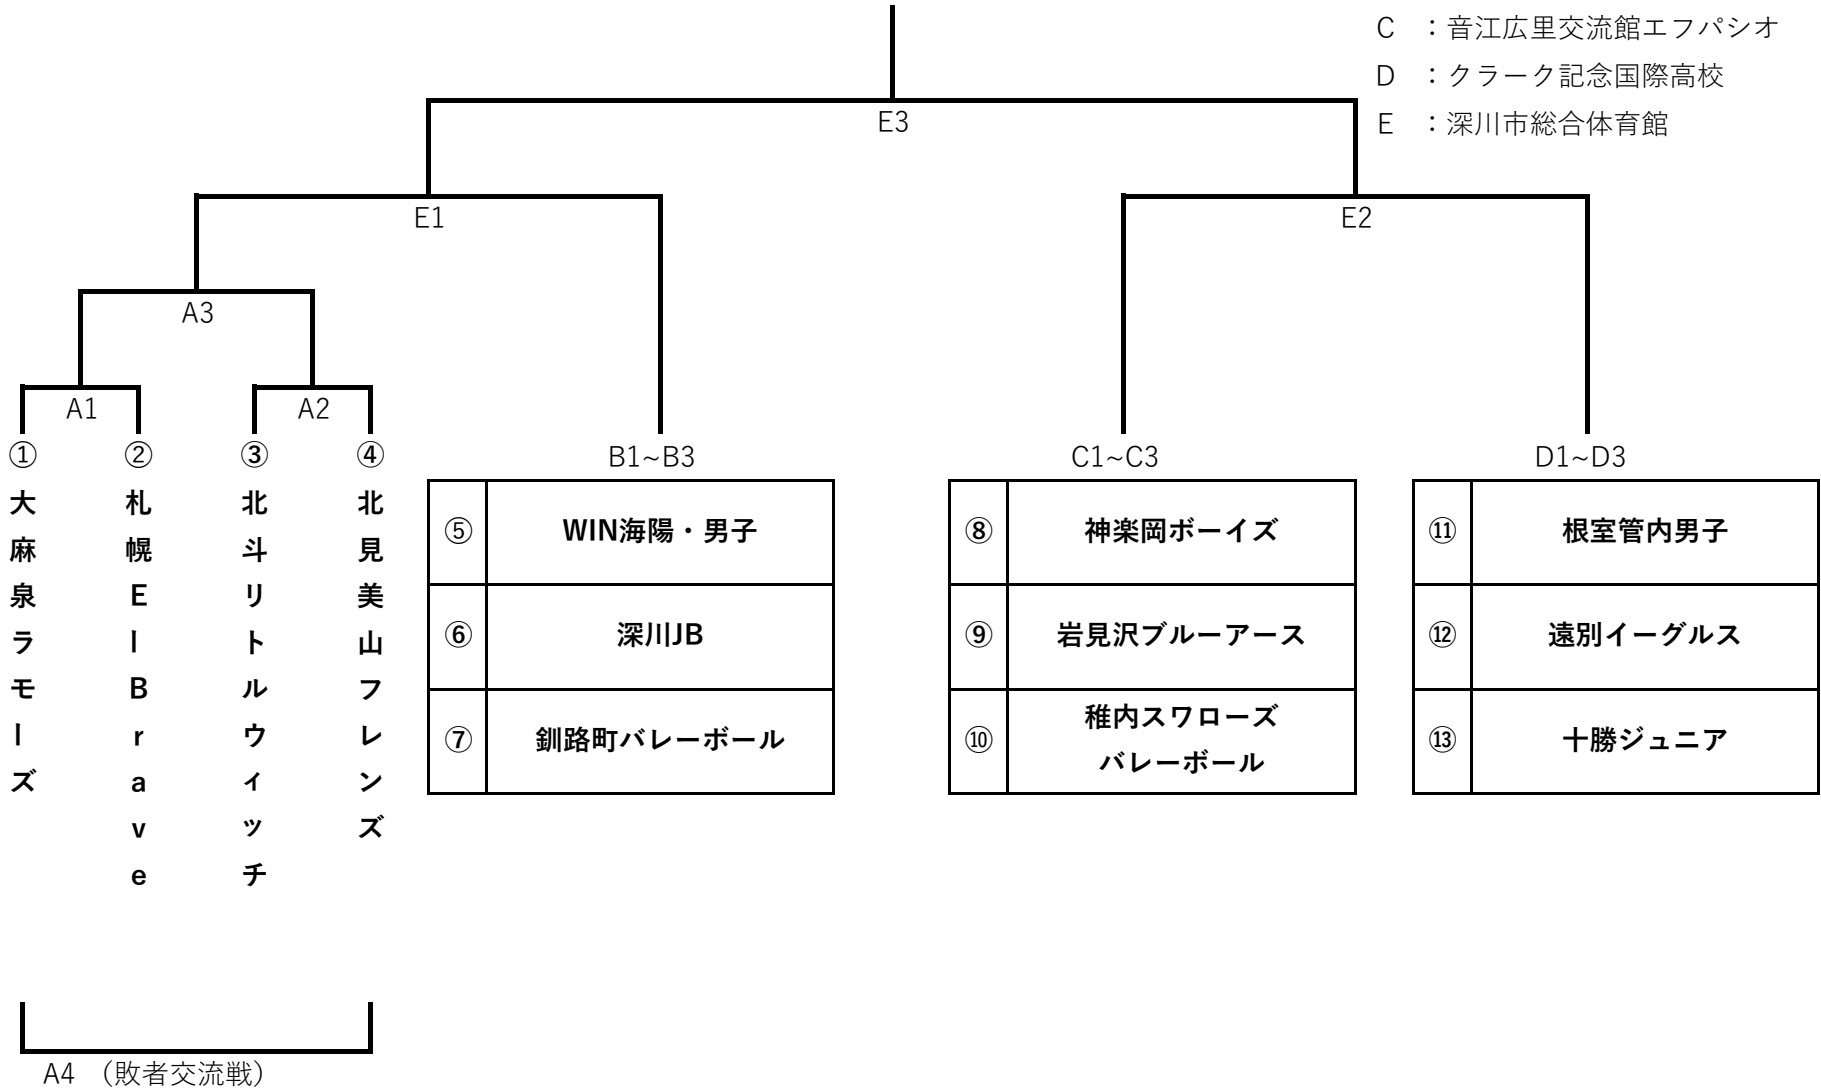 C ：音江広里交流館エフパシオ
D ：クラーク記念国際高校
E ：深川市総合体育館
E3
E1
E2
A3
A1
A2
①
大麻泉ラモーズ
②
札幌ElBrave
③
北斗リトルウィッチ
④
北見美山フレンズ
B1~B3
⑤ WIN海陽・男子
⑥ 深川JB
⑦ 釧路町バレーボール
C1~C3
⑧ 神楽岡ボーイズ
⑨ 岩見沢ブルーアース
⑩ 稚内スワローズ
バレーボール
D1~D3
⑪ 根室管内男子
⑫ 遠別イーグルス
⑬ 十勝ジュニア
A4 （敗者交流戦）